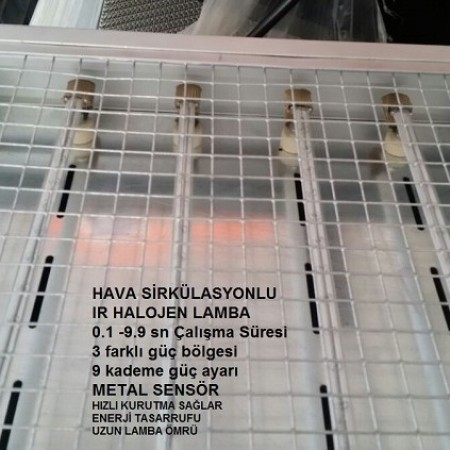 HAVA SİRKÜLASYONLU
IR HALOJEN LAMBA
0.1 -9.9 sn Çalışma Süresi
3 farklı güç bölgesi
9 kademe güç ayarı
METAL SENSÖR
HIZLI KURUTMA SAĞLAR
ENERJİ TASARRUFU
UZUN LAMBA ÖMRÜ